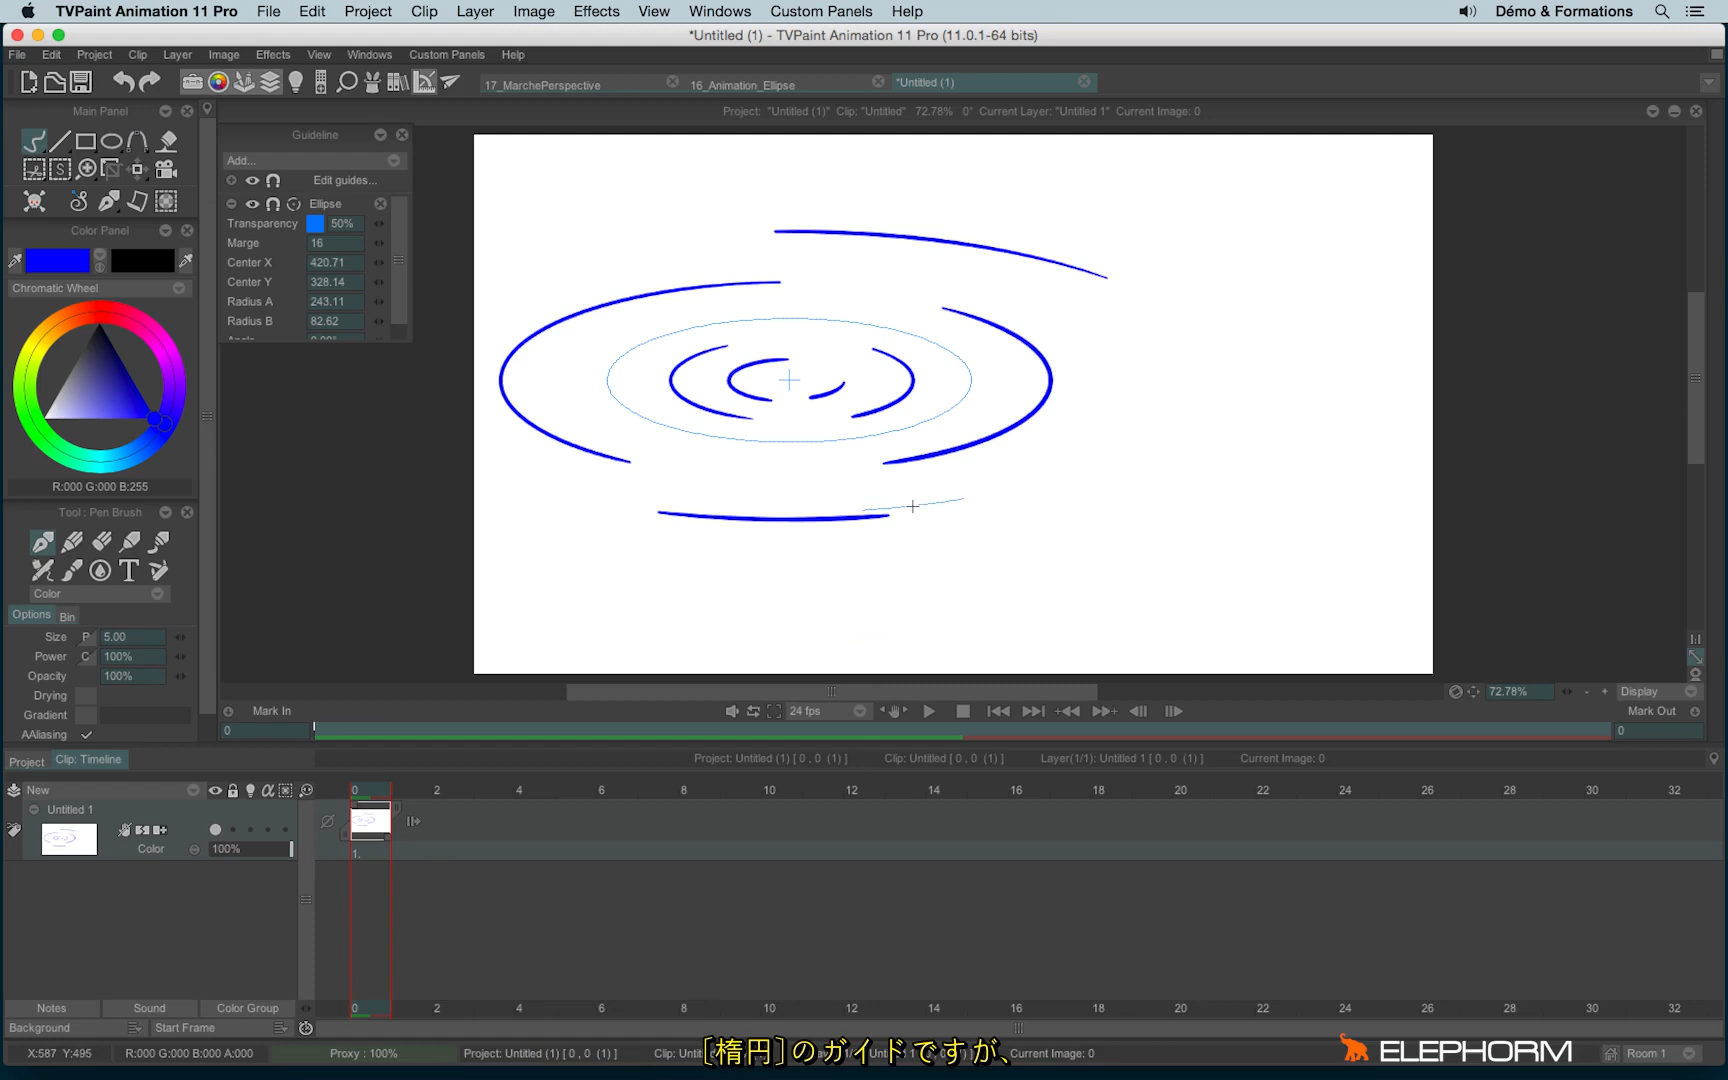 TVPaint Animation 11 Pro File Edit Project Clip Layer Image Effects View Windows Custom Panels Help Démo & Formations
*Untitled (1) - TVPaint Animation 11 Pro (11.0.1-64 bits)
File Edit Project Clip Layer Image Effects View Windows Custom Panels Help
17_MarchePerspective 16_Animation_Ellipse *Untitled (1)
Main Panel
Project: "Untitled (1)" Clip: "Untitled" 72.78% 0° Current Layer: "Untitled 1" Current Image: 0
Guideline
Add...
Edit guides...
Ellipse
Transparency 50%
Marge 16
Center X 420.71
Center Y 328.14
Radius A 243.11
Radius B 82.62
Color Panel
Chromatic Wheel
R:000 G:000 B:255
Tool : Pen Brush
Color
Options Bin
Size P 5.00
Power C 100%
Opacity 100%
Drying
Gradient
AAliasing
72.78% - + Display
Mark In 24 fps Mark Out
0 0
Project Clip: Timeline Project: Untitled (1) [ 0 , 0 (1) ] Clip: Untitled [ 0 , 0 (1) ] Layer(1/1): Untitled 1 [ 0 , 0 (1) ] Current Image: 0
New 0 2 4 6 8 10 12 14 16 18 20 22 24 26 28 30 32
Untitled 1
Color 100%
1.
Notes Sound Color Group 0 2 4 6 8 10 12 14 16 18 20 22 24 26 28 30 32
Background Start Frame
X:587 Y:495 R:000 G:000 B:000 A:000 Proxy : 100% Project: Untitled (1) [ 0 , 0 (1) ] Clip: Current Image: 0 Room 1
[楕円]のガイドですが、
ELEPHORM